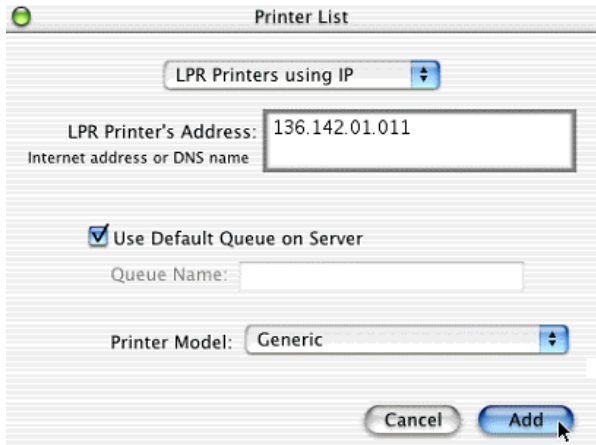 Printer List
LPR Printers using IP
LPR Printer's Address: 136.142.01.011
Internet address or DNS name
Use Default Queue on Server
Queue Name:
Printer Model: Generic
Cancel Add